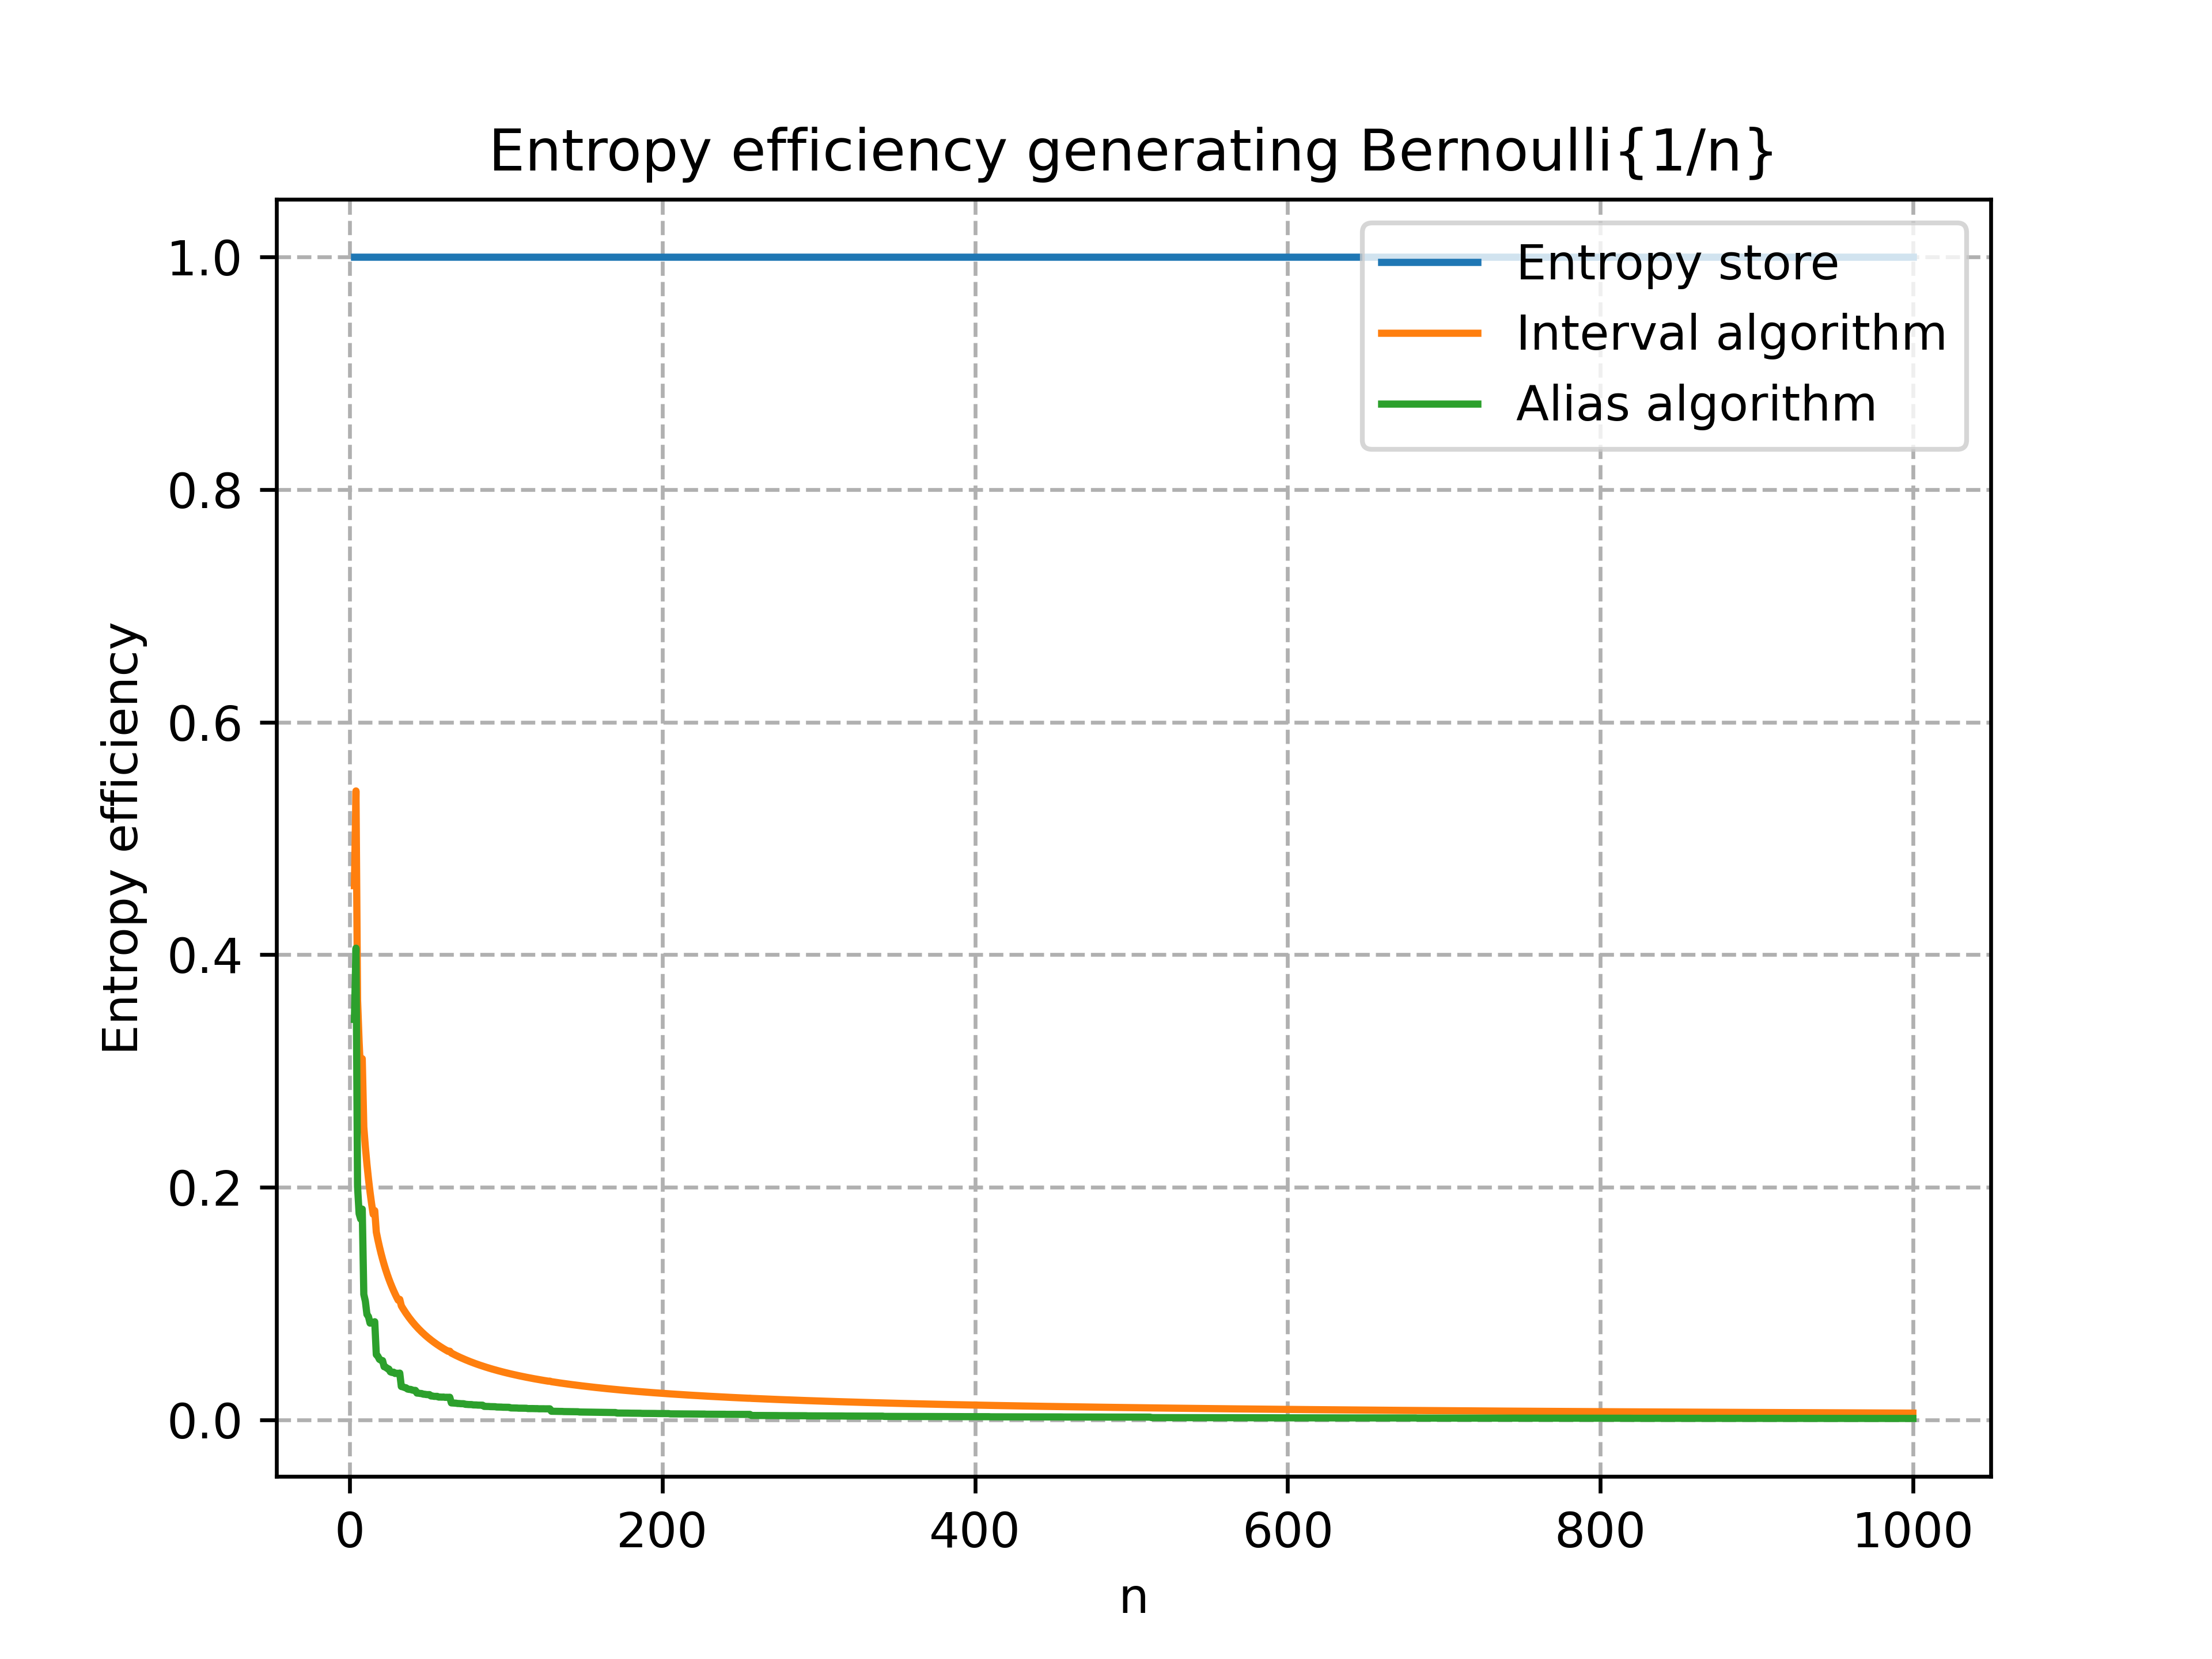 Entropy efficiency generating Bernoulli{1/n}
Entropy store
Interval algorithm
Alias algorithm
Entropy efficiency
1.0
0.8
0.6
0.4
0.2
0.0
0 200 400 600 800 1000
n